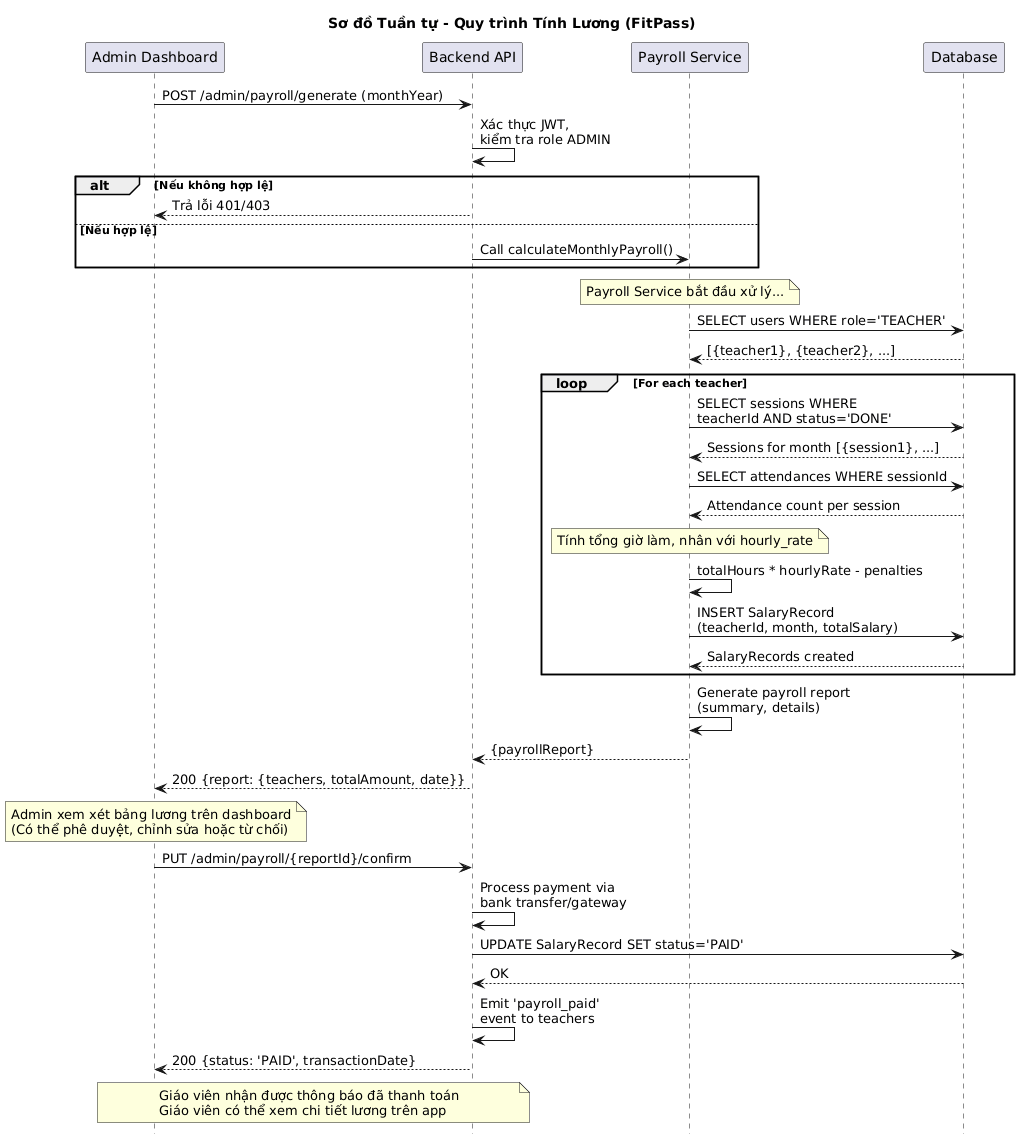 Sơ đồ Tuần tự - Quy trình Tính Lương (FitPass)
Admin Dashboard
Backend API
Payroll Service
Database
POST /admin/payroll/generate (monthYear)
Xác thực JWT,
kiểm tra role ADMIN
alt
[Nếu không hợp lệ]
Trả lỗi 401/403
[Nếu hợp lệ]
Call calculateMonthlyPayroll()
Payroll Service bắt đầu xử lý...
SELECT users WHERE role='TEACHER'
[{teacher1}, {teacher2}, ...]
loop
[For each teacher]
SELECT sessions WHERE
teacherId AND status='DONE'
Sessions for month [{session1}, ...]
SELECT attendances WHERE sessionId
Attendance count per session
Tính tổng giờ làm, nhân với hourly_rate
totalHours * hourlyRate - penalties
INSERT SalaryRecord
(teacherId, month, totalSalary)
SalaryRecords created
Generate payroll report
(summary, details)
{payrollReport}
200 {report: {teachers, totalAmount, date}}
Admin xem xét bảng lương trên dashboard
(Có thể phê duyệt, chỉnh sửa hoặc từ chối)
PUT /admin/payroll/{reportId}/confirm
Process payment via
bank transfer/gateway
UPDATE SalaryRecord SET status='PAID'
OK
Emit 'payroll_paid'
event to teachers
200 {status: 'PAID', transactionDate}
Giáo viên nhận được thông báo đã thanh toán
Giáo viên có thể xem chi tiết lương trên app